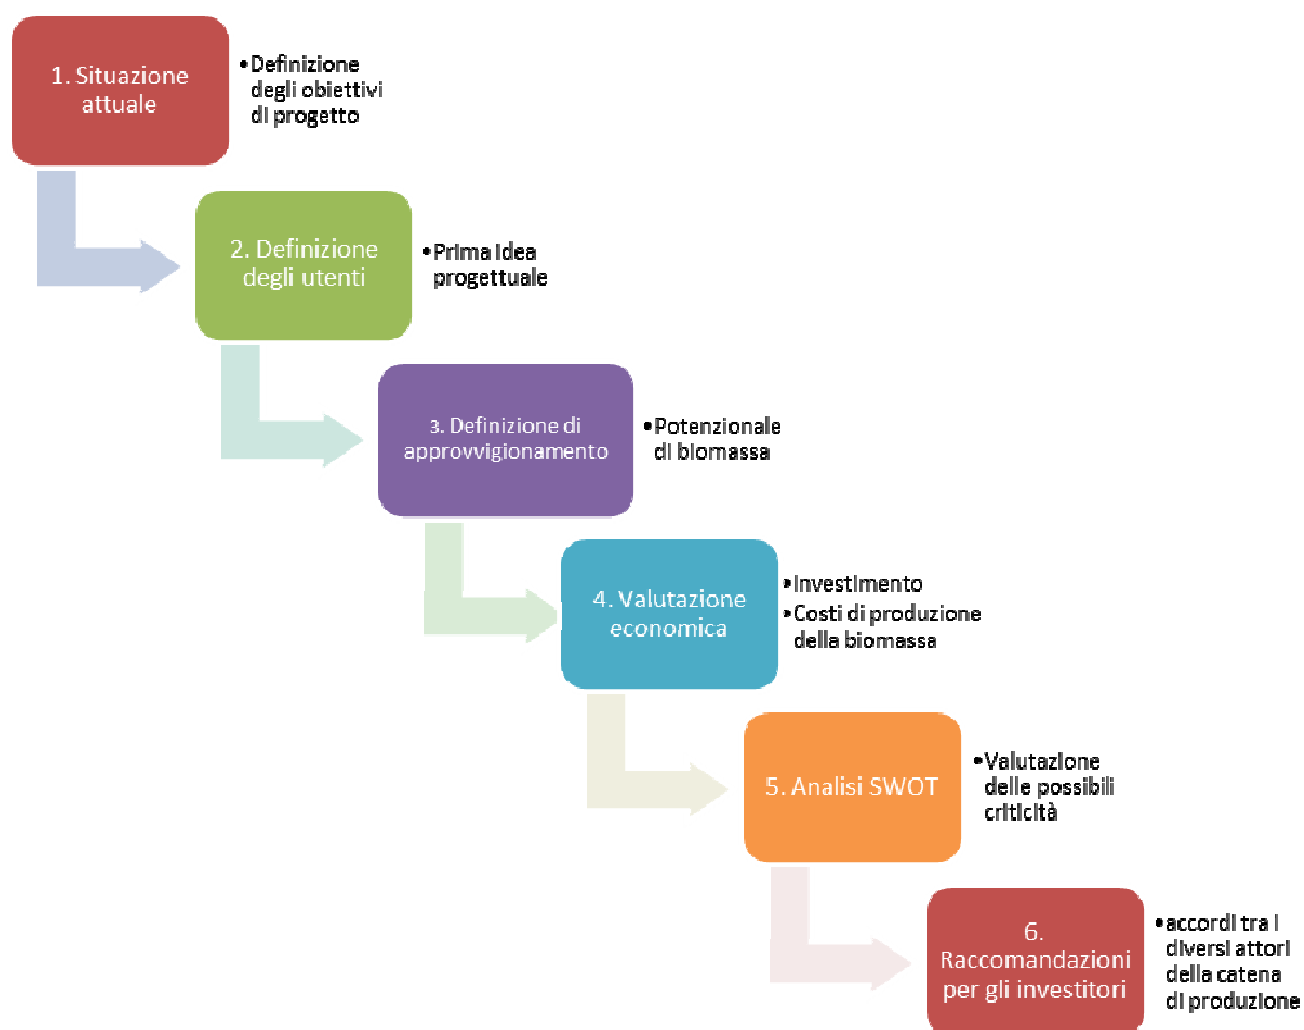 1. Situazione
attuale
•Definizione
degli obiettivi
di progetto
2. Definizione
degli utenti
•Prima idea
progettuale
3. Definizione di
approvvigionamento
•Potenzionale
di biomassa
4. Valutazione
economica
•Investimento
•Costi di produzione
della biomassa
5. Analisi SWOT
•Valutazione
delle possibili
criticità
6.
Raccomandazioni
per gli investitori
•accordi tra i
diversi attori
della catena
di produzione